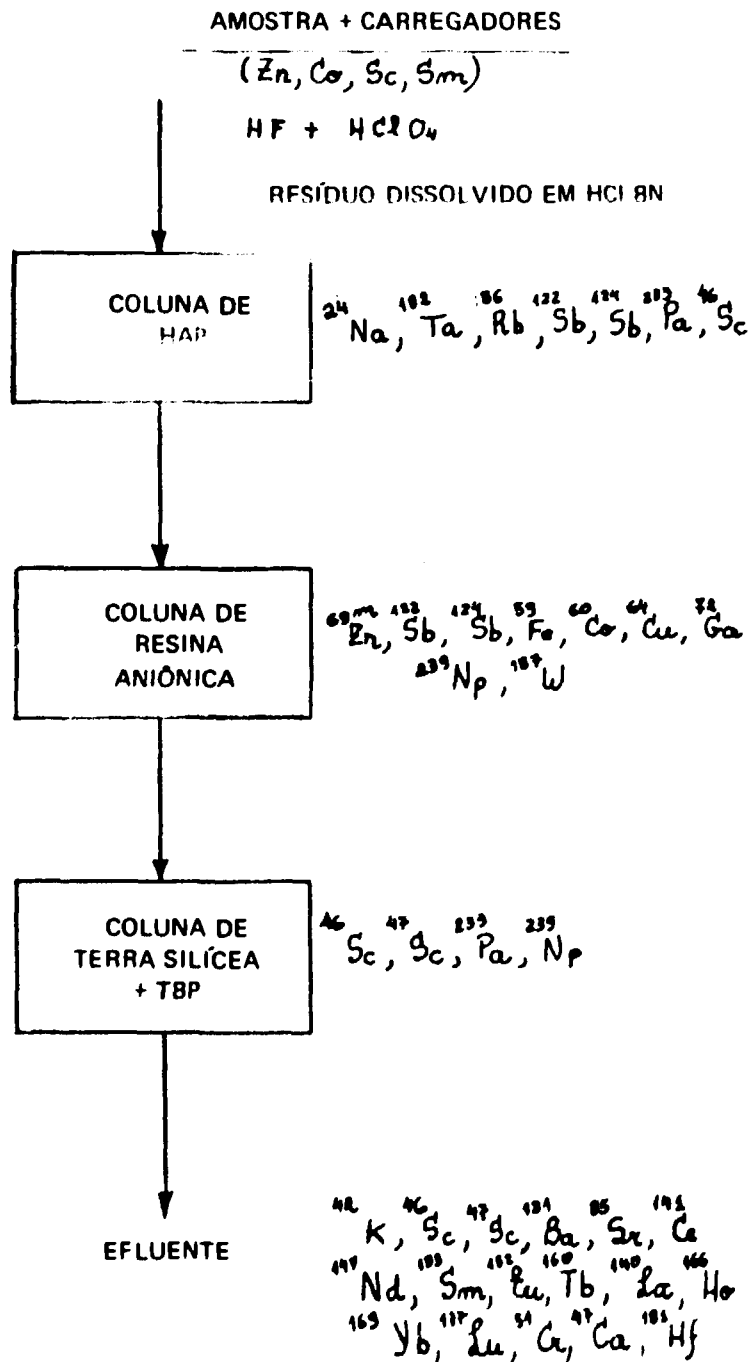 AMOSTRA + CARREGADORES
(Zn, Co, Sc, Sm)
HF + HClO₄
RESÍDUO DISSOLVIDO EM HCl 8N
COLUNA DE
HAP
²⁴Na, ¹⁸²Ta, ⁸⁶Rb, ¹²²Sb, ¹²⁴Sb, ²³³Pa, ⁴⁶Sc
COLUNA DE
RESINA
ANIÔNICA
⁶⁹ᵐZn, ¹²²Sb, ¹²⁴Sb, ⁵⁹Fe, ⁶⁰Co, ⁶⁴Cu, ⁷²Ga
²³⁹Np, ¹⁸⁷W
COLUNA DE
TERRA SILÍCEA
+ TBP
⁴⁶Sc, ⁴⁷Sc, ²³³Pa, ²³⁹Np
EFLUENTE
⁴²K, ⁴⁶Sc, ⁴⁷Sc, ¹³¹Ba, ⁸⁵Sr, ¹⁴¹Ce
¹⁴⁷Nd, ¹⁵³Sm, ¹⁵²Eu, ¹⁶⁰Tb, ¹⁴⁰La, ¹⁶⁶Ho
¹⁶⁹Yb, ¹⁷⁷Lu, ⁵¹Cr, ⁴⁷Ca, ¹⁸¹Hf